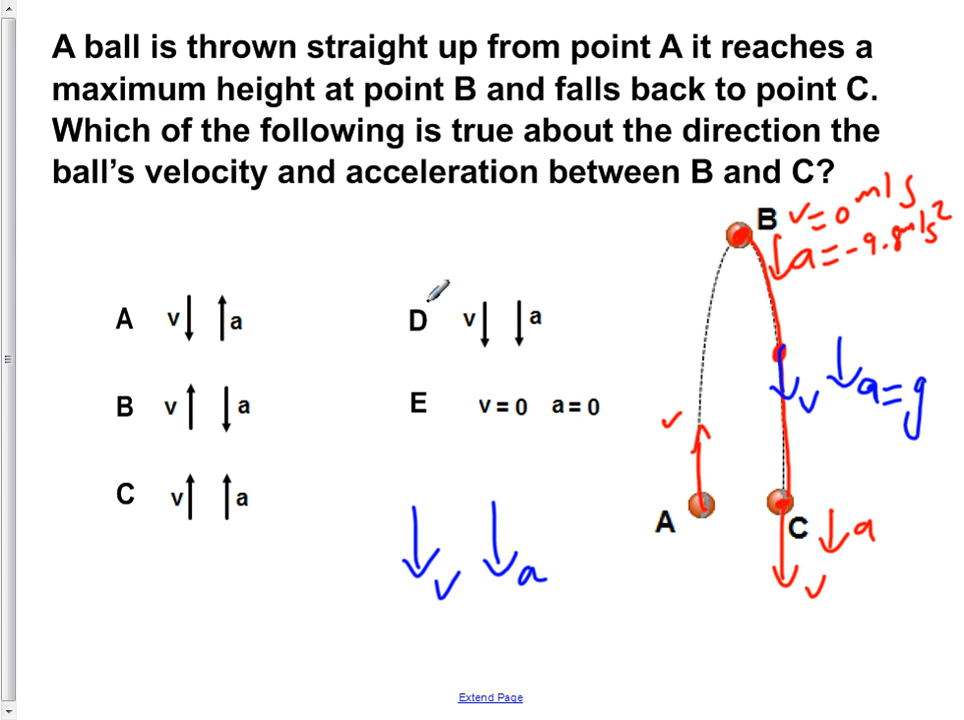 A ball is thrown straight up from point A it reaches a
maximum height at point B and falls back to point C.
Which of the following is true about the direction the
ball's velocity and acceleration between B and C?
B v=0 m/s
a=-9.8m/s²
A v a
D v a
B v a
E v = 0 a = 0
C v a
v a=g
v
A
C a
v
v a
Extend Page